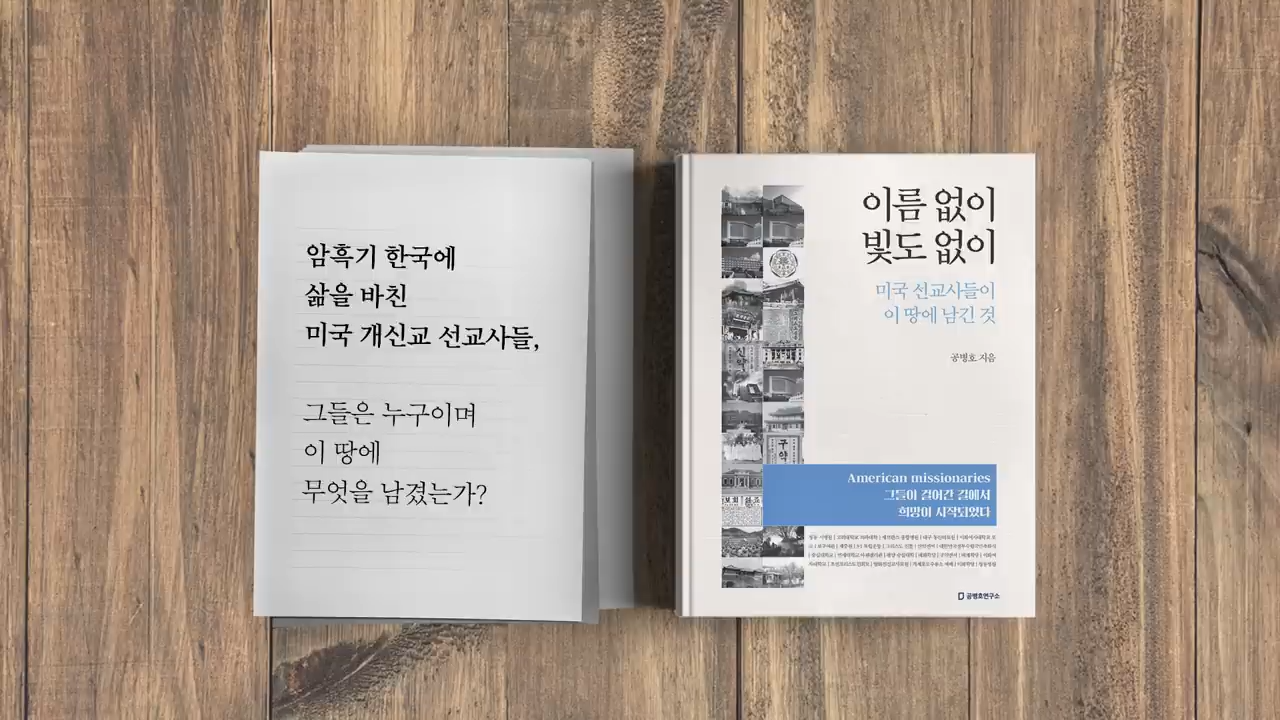 암흑기 한국에
삶을 바친
미국 개신교 선교사들,
그들은 누구이며
이 땅에
무엇을 남겼는가?
이름 없이
빛도 없이
미국 선교사들이
이 땅에 남긴 것
공병호 지음
구약
American missionaries
그들이 걸어간 길에서
희망이 시작되었다
공병호연구소